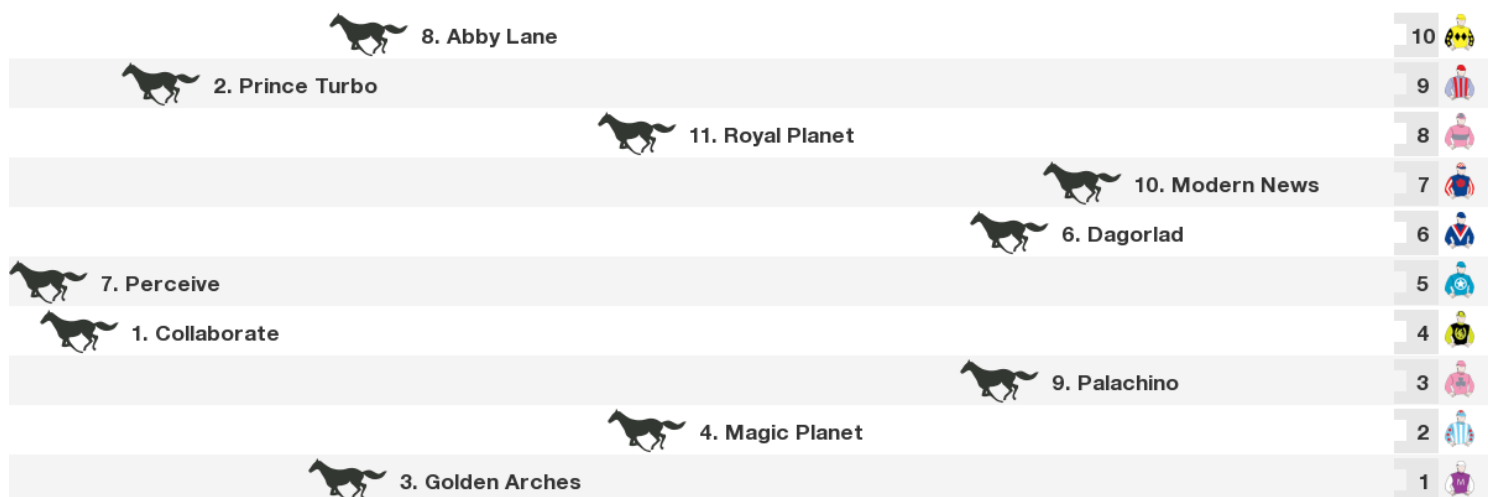 8. Abby Lane 10
2. Prince Turbo 9
11. Royal Planet 8
10. Modern News 7
6. Dagorlad 6
7. Perceive 5
1. Collaborate 4
9. Palachino 3
4. Magic Planet 2
3. Golden Arches 1 M